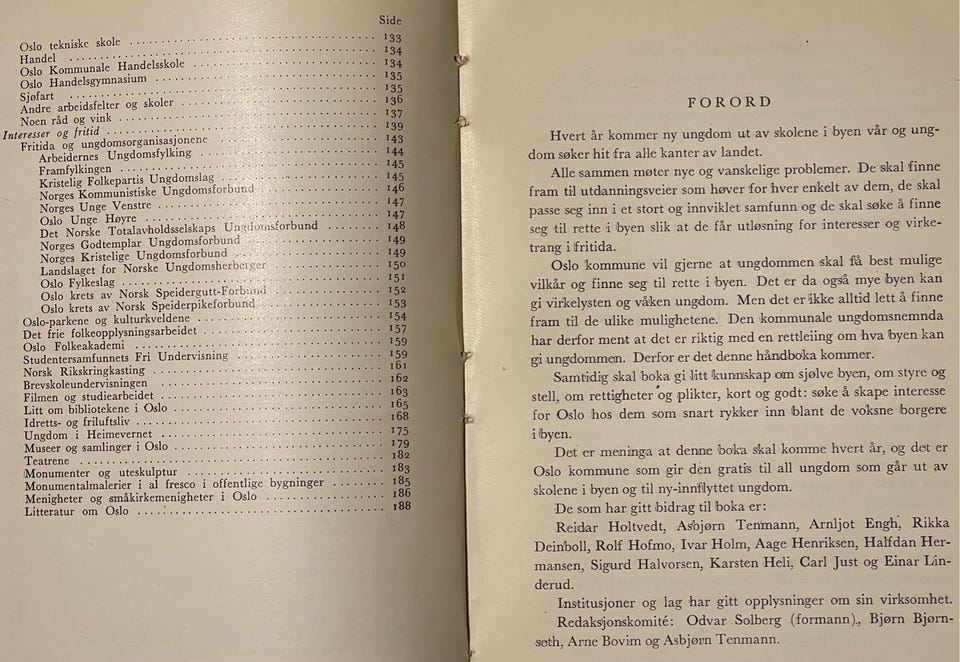 Side
Oslo tekniske skole ........ 133
Handel ........ 134
Oslo Kommunale Handelsskole ........ 134
Oslo Handelsgymnasium ........ 135
Sjøfart ........ 135
Andre arbeidsfelter og skoler ........ 136
Noen råd og vink ........ 137
Interesser og fritid ........ 139
Fritida og ungdomsorganisasjonene ........ 143
Arbeidernes Ungdomsfylking ........ 144
Framfylkingen ........ 145
Kristelig Folkepartis Ungdomslag ........ 145
Norges Kommunistiske Ungdomsforbund ........ 146
Norges Unge Venstre ........ 147
Oslo Unge Høyre ........ 147
Det Norske Totalavholdsselskaps Ungdomsforbund ........ 148
Norges Godtemplar Ungdomsforbund ........ 149
Norges Kristelige Ungdomsforbund ........ 149
Landslaget for Norske Ungdomsherberger ........ 150
Oslo Fylkeslag ........ 151
Oslo krets av Norsk Speidergutt-Forbund ........ 152
Oslo krets av Norsk Speiderpikeforbund ........ 153
Oslo-parkene og kulturkveldene ........ 154
Det frie folkeopplysningsarbeidet ........ 157
Oslo Folkeakademi ........ 159
Studentersamfunnets Fri Undervisning ........ 159
Norsk Rikskringkasting ........ 161
Brevskoleundervisningen ........ 162
Filmen og studiearbeidet ........ 163
Litt om bibliotekene i Oslo ........ 165
Idretts- og friluftsliv ........ 168
Ungdom i Heimevernet ........ 175
Museer og samlinger i Oslo ........ 179
Teatrene ........ 182
Monumenter og uteskulptur ........ 183
Monumentalmalerier i al fresco i offentlige bygninger ........ 185
Menigheter og småkirkemenigheter i Oslo ........ 186
Litteratur om Oslo ........ 188
FORORD
Hvert år kommer ny ungdom ut av skolene i byen vår og ung-
dom søker hit fra alle kanter av landet.
Alle sammen møter nye og vanskelige problemer. De skal finne
fram til utdanningsveier som høver for hver enkelt av dem, de skal
passe seg inn i et stort og innviklet samfunn og de skal søke å finne
seg til rette i byen slik at de får utløsning for interesser og virke-
trang i fritida.
Oslo kommune vil gjerne at ungdommen skal få best mulige
vilkår og finne seg til rette i byen. Det er da også mye byen kan
gi virkelysten og våken ungdom. Men det er ikke alltid lett å finne
fram til de ulike mulighetene. Den kommunale ungdomsnemnda
har derfor ment at det er riktig med en rettleiing om hva byen kan
gi ungdommen. Derfor er det denne håndboka kommer.
Samtidig skal boka gi litt kunnskap om sjølve byen, om styre og
stell, om rettigheter og plikter, kort og godt: søke å skape interesse
for Oslo hos dem som snart rykker inn blant de voksne borgere
i byen.
Det er meninga at denne boka skal komme hvert år, og det er
Oslo kommune som gir den gratis til all ungdom som går ut av
skolene i byen og til ny-innflyttet ungdom.
De som har gitt bidrag til boka er:
Reidar Holtvedt, Asbjørn Tenmann, Arnljot Engh, Rikka
Deinboll, Rolf Hofmo, Ivar Holm, Aage Henriksen, Halfdan Her-
mansen, Sigurd Halvorsen, Karsten Heli, Carl Just og Einar Lin-
derud.
Institusjoner og lag har gitt opplysninger om sin virksomhet.
Redaksjonskomité: Odvar Solberg (formann), Bjørn Bjørn-
seth, Arne Bovim og Asbjørn Tenmann.